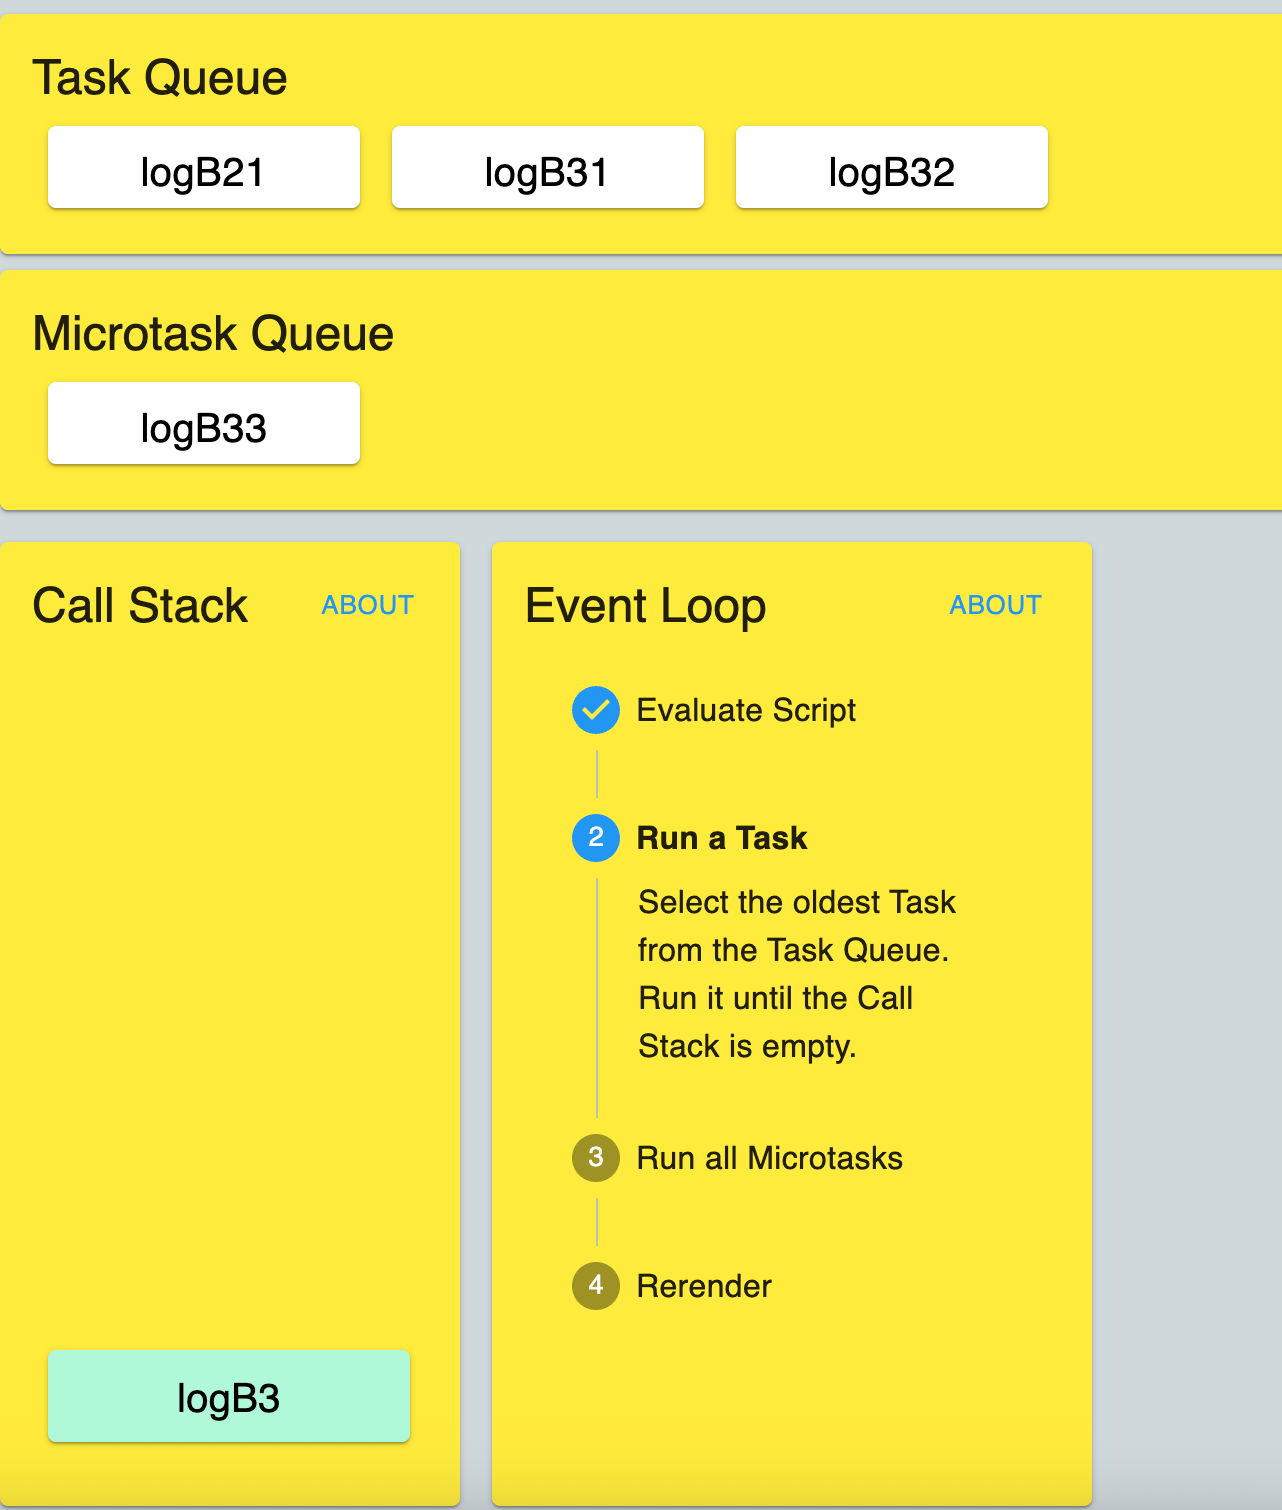 Task Queue
logB21 logB31 logB32
Microtask Queue
logB33
Call Stack ABOUT
logB3
Event Loop ABOUT
Evaluate Script
2 Run a Task
Select the oldest Task
from the Task Queue.
Run it until the Call
Stack is empty.
3 Run all Microtasks
4 Rerender